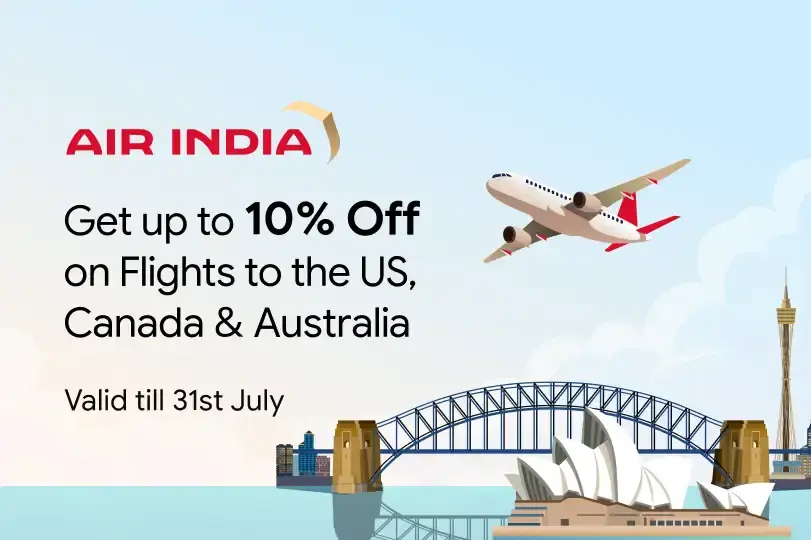 AIR INDIA
Get up to 10% Off
on Flights to the US,
Canada & Australia
Valid till 31st July